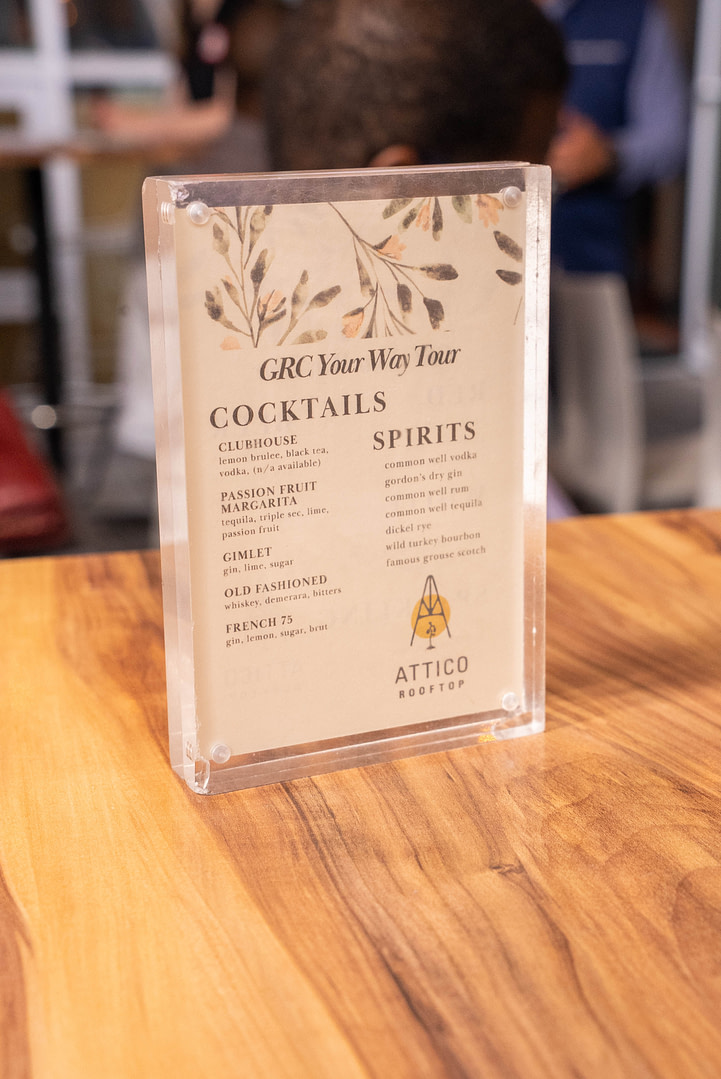 GRC Your Way Tour
COCKTAILS
CLUBHOUSE
lemon brulee, black tea,
vodka, (n/a available)
PASSION FRUIT
MARGARITA
tequila, triple sec, lime,
passion fruit
GIMLET
gin, lime, sugar
OLD FASHIONED
whiskey, demerara, bitters
FRENCH 75
gin, lemon, sugar, brut
SPIRITS
common well vodka
gordon's dry gin
common well rum
common well tequila
dickel rye
wild turkey bourbon
famous grouse scotch
ATTICO
ROOFTOP